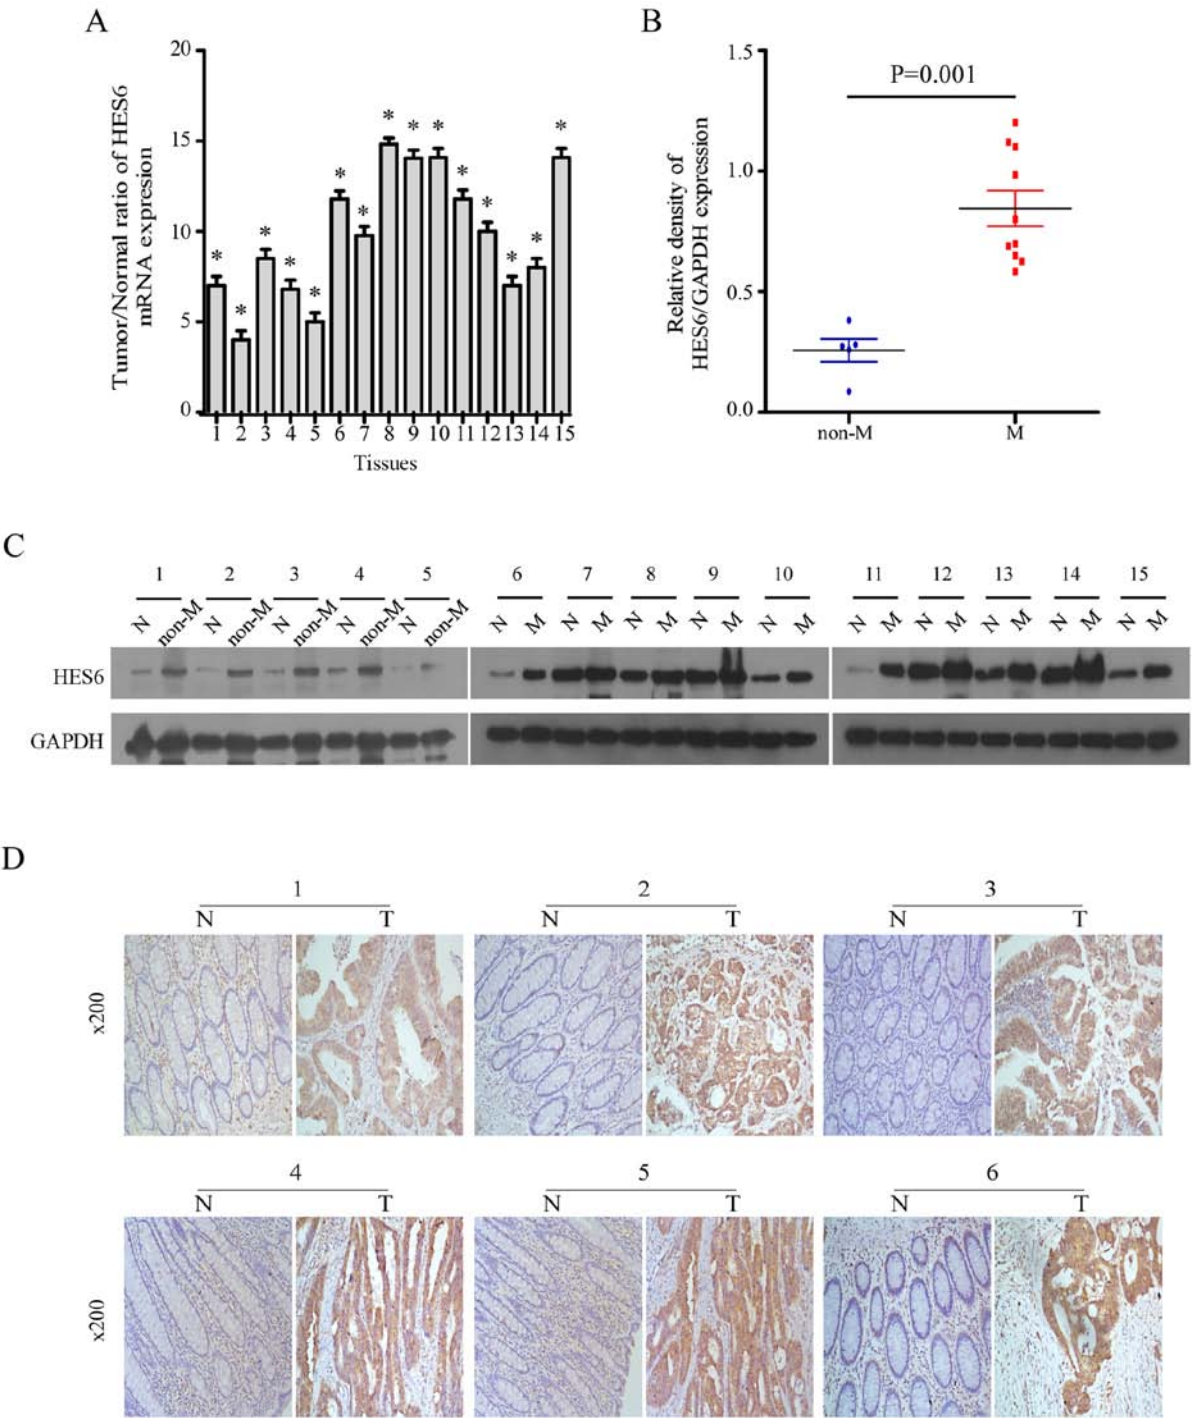 A
Tumor/Normal ratio of HES6
mRNA expresion
20
15
10
5
0
* * * * * * * * * * * * * * *
1 2 3 4 5 6 7 8 9 10 11 12 13 14 15
Tissues
B
Relative density of
HES6/GAPDH expression
1.5
1.0
0.5
0.0
P=0.001
non-M M
C
1 2 3 4 5 6 7 8 9 10 11 12 13 14 15
N non-M N non-M N non-M N non-M N non-M N M N M N M N M N M N M N M N M N M N M
HES6
GAPDH
D
1 2 3
N T N T N T
x200
4 5 6
N T N T N T
x200